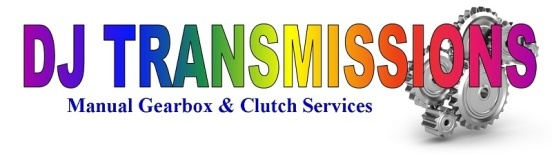 DJ TRANSMISSIONS
Manual Gearbox & Clutch Services